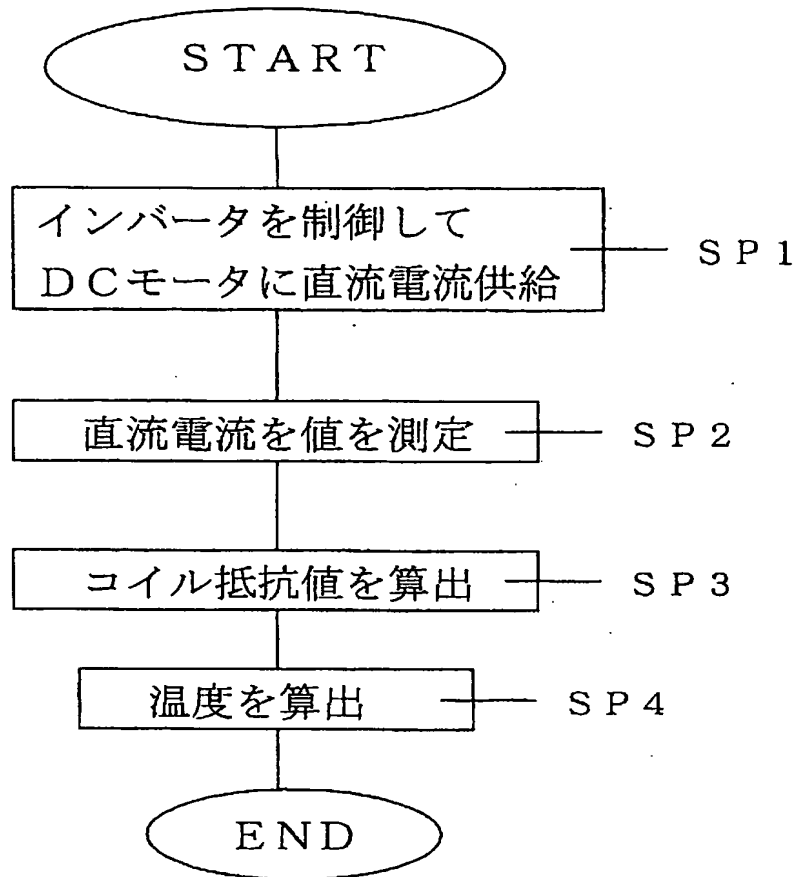 START
インバータを制御して
DCモータに直流電流供給
SP1
直流電流を値を測定
SP2
コイル抵抗値を算出
SP3
温度を算出
SP4
END